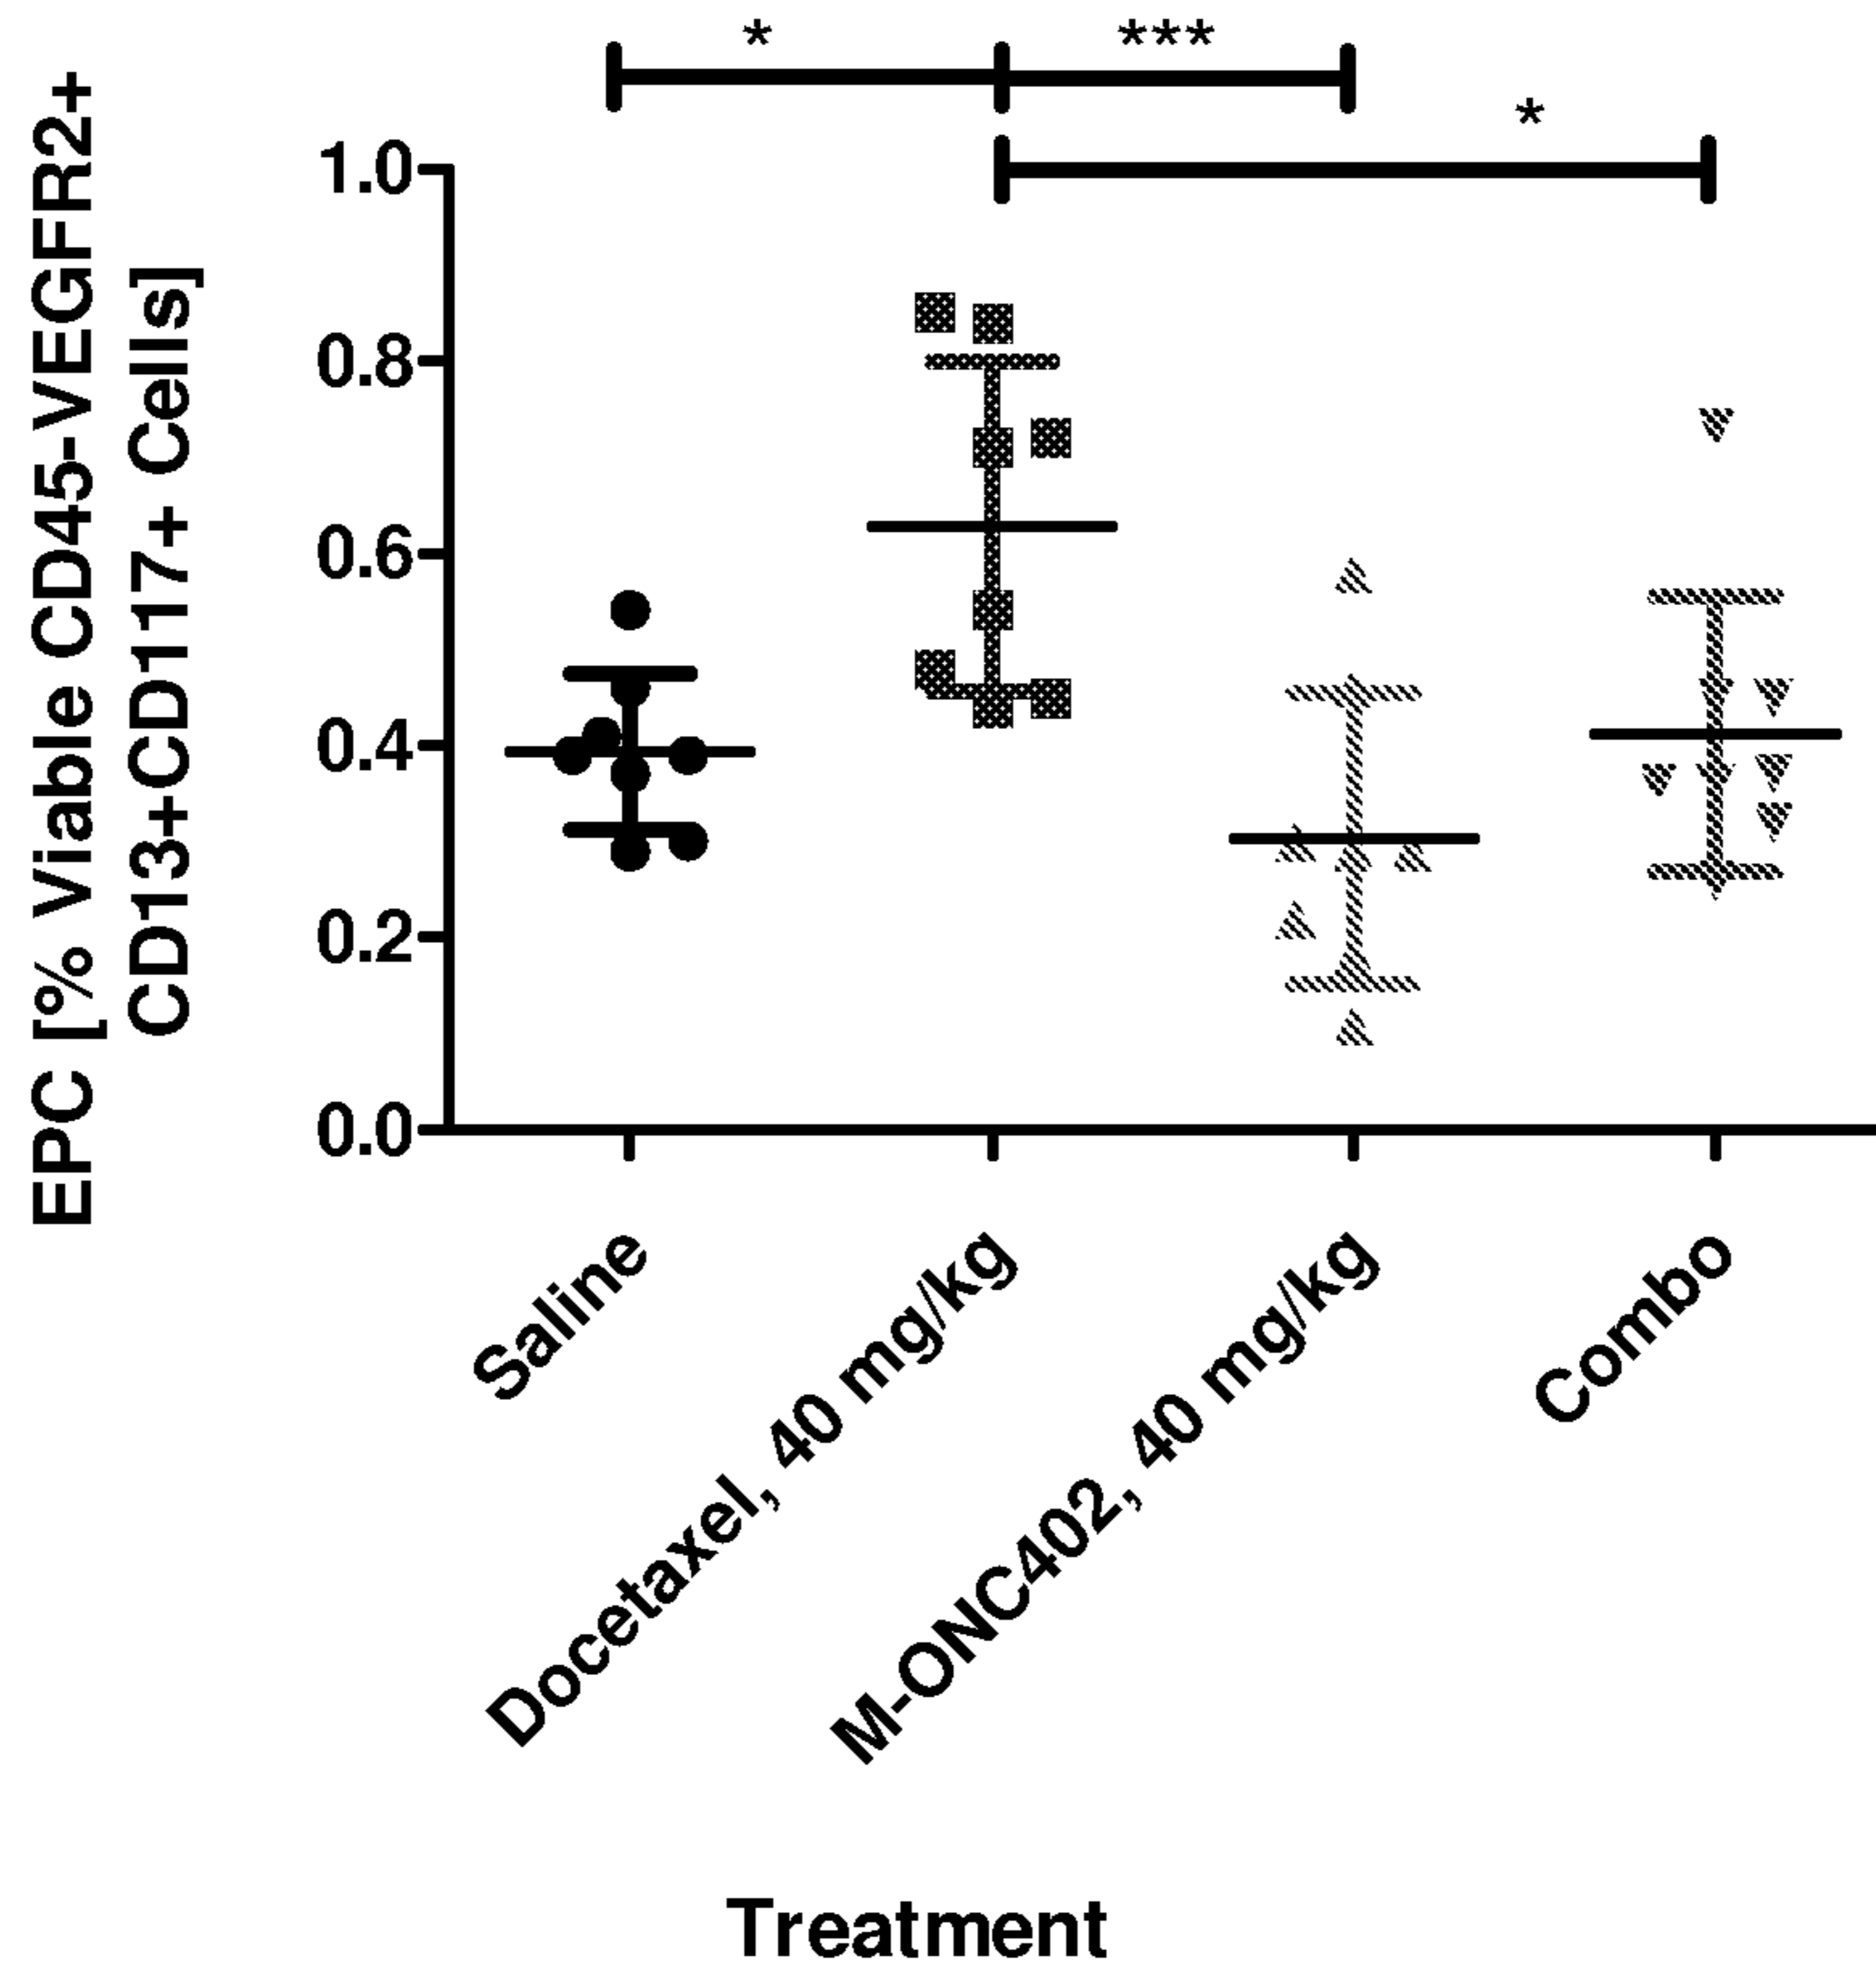 * ***
*
EPC [% Viable CD45-VEGFR2+
CD13+CD117+ Cells]
1.0
0.8
0.6
0.4
0.2
0.0
Saline
Docetaxel, 40 mg/kg
M-ONC402, 40 mg/kg
Combo
Treatment